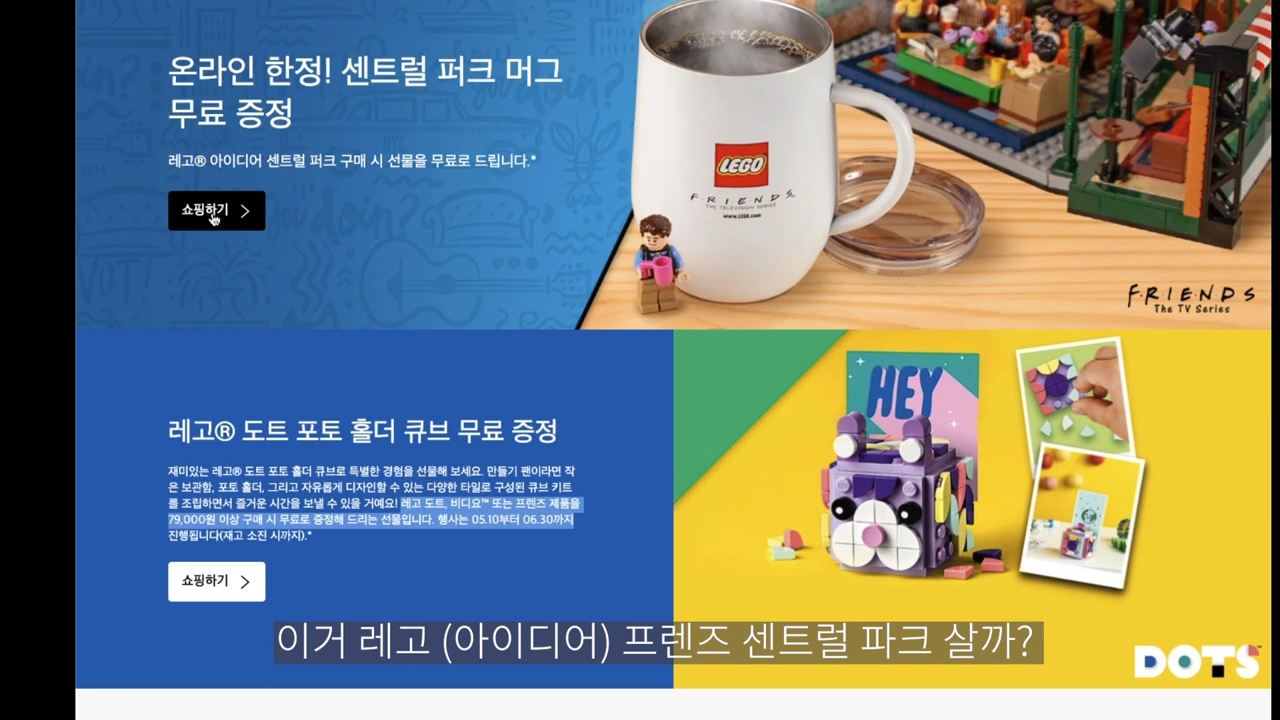 온라인 한정! 센트럴 퍼크 머그
무료 증정
레고® 아이디어 센트럴 퍼크 구매 시 선물을 무료로 드립니다.*
쇼핑하기
LEGO
F·R·I·E·N·D·S
THE TELEVISION SERIES
www.LEGO.com
F·R·I·E·N·D·S
The TV Series
레고® 도트 포토 홀더 큐브 무료 증정
재미있는 레고® 도트 포토 홀더 큐브로 특별한 경험을 선물해 보세요. 만들기 팬이라면 작
은 보관함, 포토 홀더, 그리고 자유롭게 디자인할 수 있는 다양한 타일로 구성된 큐브 키트
를 조립하면서 즐거운 시간을 보낼 수 있을 거예요! 레고 도트, 비디요™ 또는 프렌즈 제품을
79,000원 이상 구매 시 무료로 증정해 드리는 선물입니다. 행사는 05.10부터 06.30까지
진행됩니다(재고 소진 시까지).*
쇼핑하기
HEY
이거 레고 (아이디어) 프렌즈 센트럴 파크 살까?
DOTS